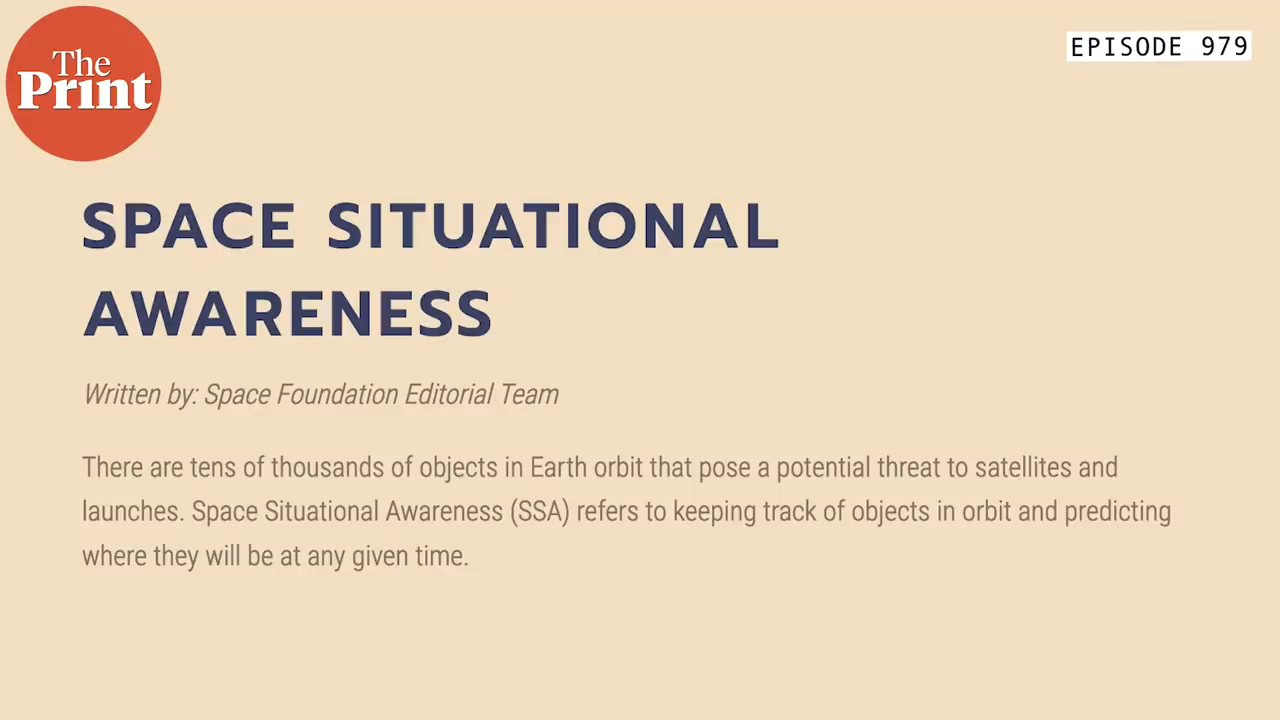 The
Print
EPISODE 979
SPACE SITUATIONAL
AWARENESS
Written by: Space Foundation Editorial Team
There are tens of thousands of objects in Earth orbit that pose a potential threat to satellites and
launches. Space Situational Awareness (SSA) refers to keeping track of objects in orbit and predicting
where they will be at any given time.